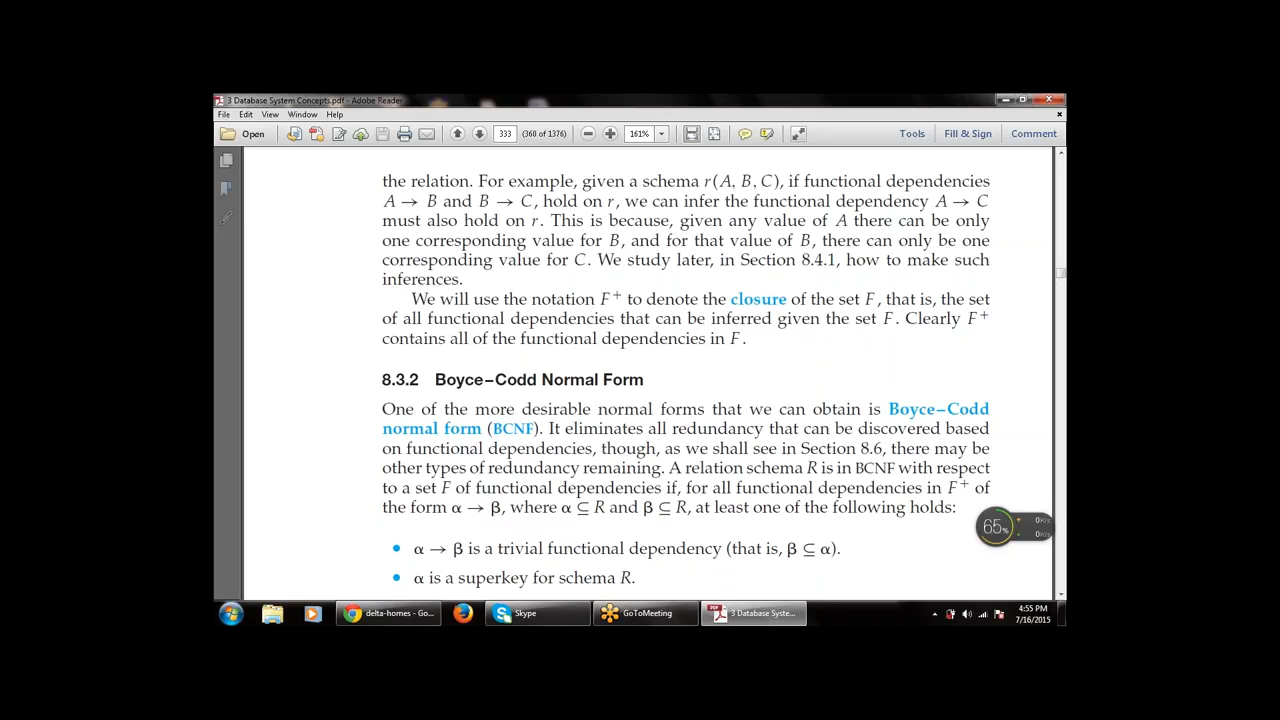 3 Database System Concepts.pdf - Adobe Reader
File Edit View Window Help
Open 333 (360 of 1376) 161% Tools Fill & Sign Comment
the relation. For example, given a schema r(A, B, C), if functional dependencies
A → B and B → C, hold on r, we can infer the functional dependency A → C
must also hold on r. This is because, given any value of A there can be only
one corresponding value for B, and for that value of B, there can only be one
corresponding value for C. We study later, in Section 8.4.1, how to make such
inferences.
We will use the notation F⁺ to denote the closure of the set F, that is, the set
of all functional dependencies that can be inferred given the set F. Clearly F⁺
contains all of the functional dependencies in F.
8.3.2 Boyce–Codd Normal Form
One of the more desirable normal forms that we can obtain is Boyce–Codd
normal form (BCNF). It eliminates all redundancy that can be discovered based
on functional dependencies, though, as we shall see in Section 8.6, there may be
other types of redundancy remaining. A relation schema R is in BCNF with respect
to a set F of functional dependencies if, for all functional dependencies in F⁺ of
the form α → β, where α ⊆ R and β ⊆ R, at least one of the following holds:
• α → β is a trivial functional dependency (that is, β ⊆ α).
• α is a superkey for schema R.
65%
0K/s
0K/s
delta-homes - Go... Skype GoToMeeting 3 Database Syste...
4:55 PM
7/16/2015